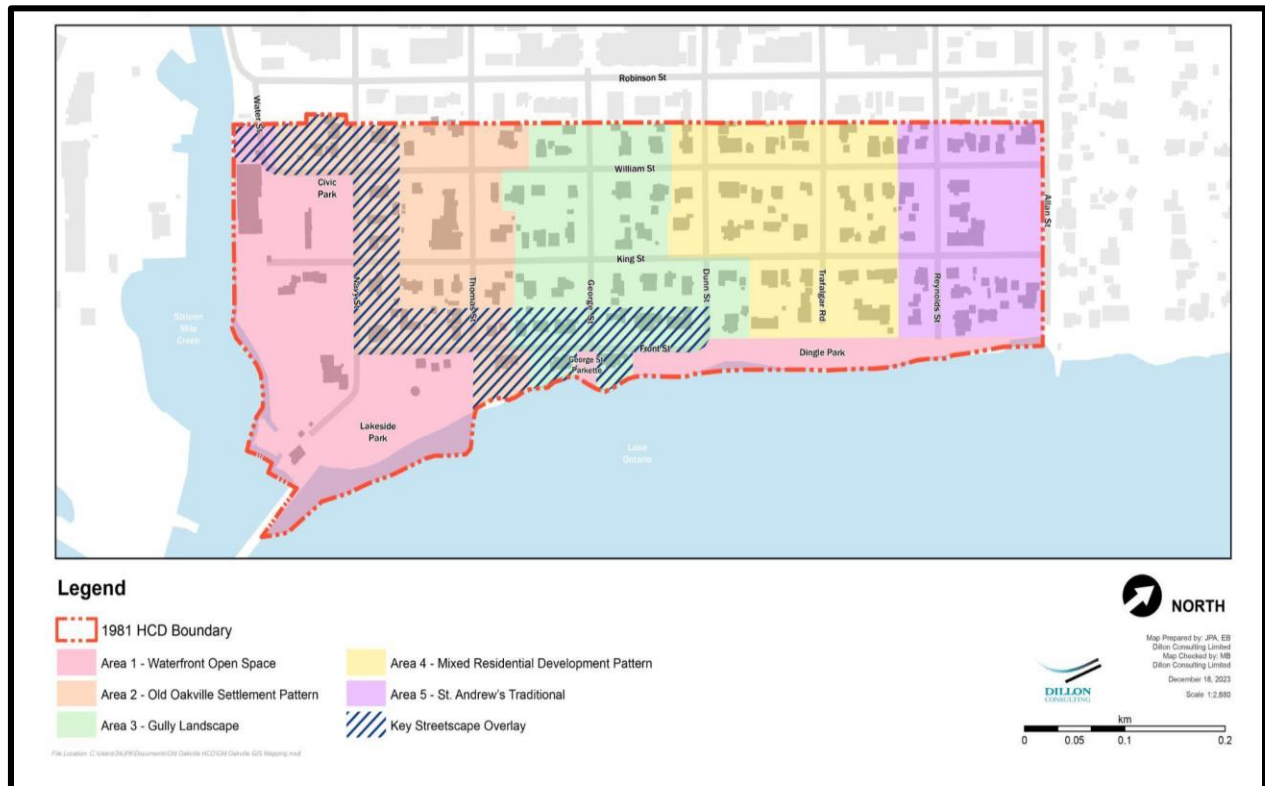 Robinson St
Water St
William St
Civic
Park
Allan St
King St
Navy St
Thomas St
George St
Dunn St
Trafalgar Rd
Reynolds St
Sixteen
Mile
Creek
George St
Parkette
Front St
Dingle Park
Lakeside
Park
Lake
Ontario
Legend
1981 HCD Boundary
Area 1 - Waterfront Open Space
Area 2 - Old Oakville Settlement Pattern
Area 3 - Gully Landscape
Area 4 - Mixed Residential Development Pattern
Area 5 - St. Andrew's Traditional
Key Streetscape Overlay
NORTH
Map Prepared by: JPA, EB
Dillon Consulting Limited
Map Checked by: MB
Dillon Consulting Limited
December 18, 2023
Scale 1:2,880
DILLON
CONSULTING
km
0 0.05 0.1 0.2